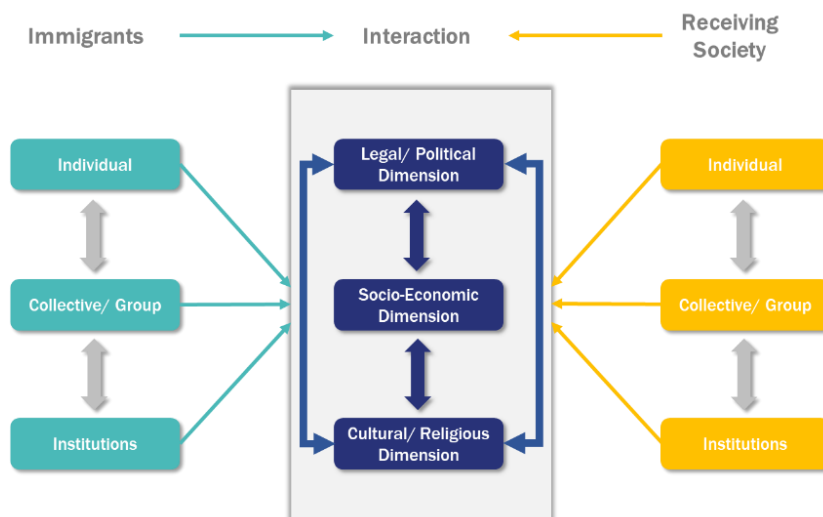 Immigrants
Interaction
Receiving
Society
Individual
Legal/ Political
Dimension
Individual
Collective/ Group
Socio-Economic
Dimension
Collective/ Group
Institutions
Cultural/ Religious
Dimension
Institutions